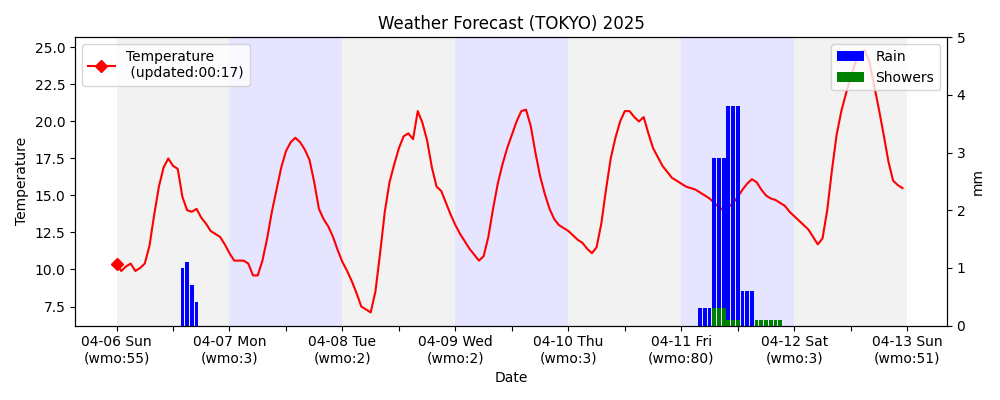 Weather Forecast (TOKYO) 2025
Temperature
(updated:00:17)
Rain
Showers
25.0
22.5
20.0
17.5
15.0
12.5
10.0
7.5
Temperature
5
4
3
2
1
0
mm
04-06 Sun
(wmo:55)
04-07 Mon
(wmo:3)
04-08 Tue
(wmo:2)
04-09 Wed
(wmo:2)
04-10 Thu
(wmo:3)
04-11 Fri
(wmo:80)
04-12 Sat
(wmo:3)
04-13 Sun
(wmo:51)
Date